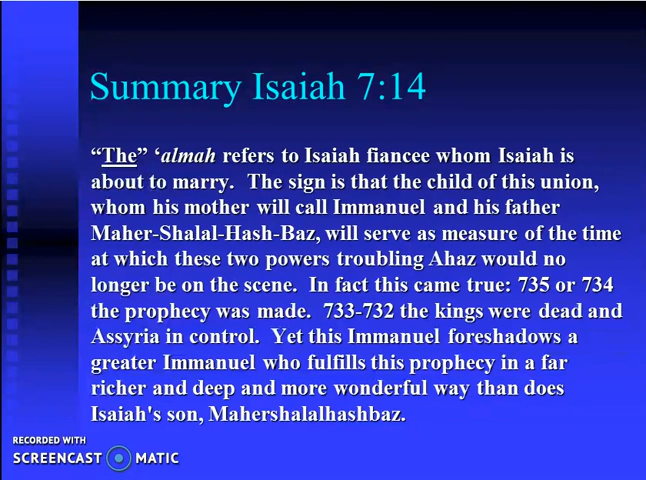 Summary Isaiah 7:14
“The” ‘almah refers to Isaiah fiancee whom Isaiah is
about to marry.  The sign is that the child of this union,
whom his mother will call Immanuel and his father
Maher-Shalal-Hash-Baz, will serve as measure of the time
at which these two powers troubling Ahaz would no
longer be on the scene.  In fact this came true: 735 or 734
the prophecy was made.  733-732 the kings were dead and
Assyria in control.  Yet this Immanuel foreshadows a
greater Immanuel who fulfills this prophecy in a far
richer and deep and more wonderful way than does
Isaiah's son, Mahershalalhashbaz.
RECORDED WITH
SCREENCAST MATIC